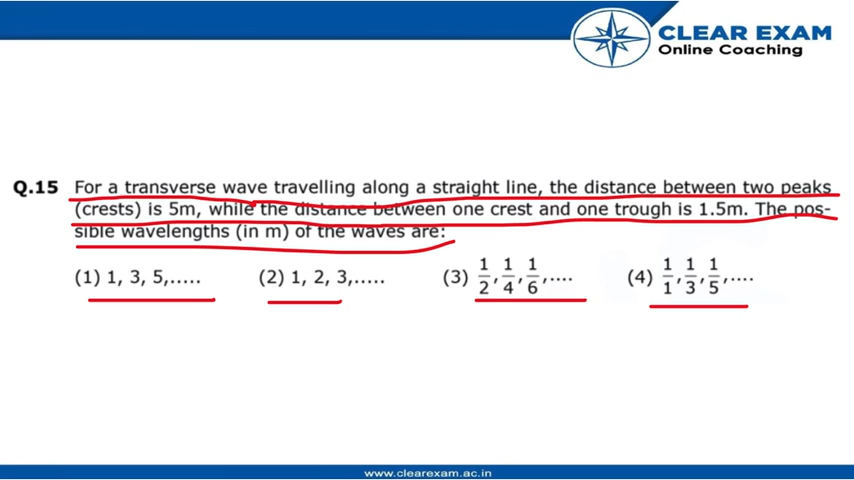 CLEAR EXAM
Online Coaching
Q.15 For a transverse wave travelling along a straight line, the distance between two peaks
(crests) is 5m, while the distance between one crest and one trough is 1.5m. The pos-
sible wavelengths (in m) of the waves are:
(1) 1, 3, 5,..... (2) 1, 2, 3,..... (3) 1/2, 1/4, 1/6, .... (4) 1/1, 1/3, 1/5, ....
www.clearexam.ac.in